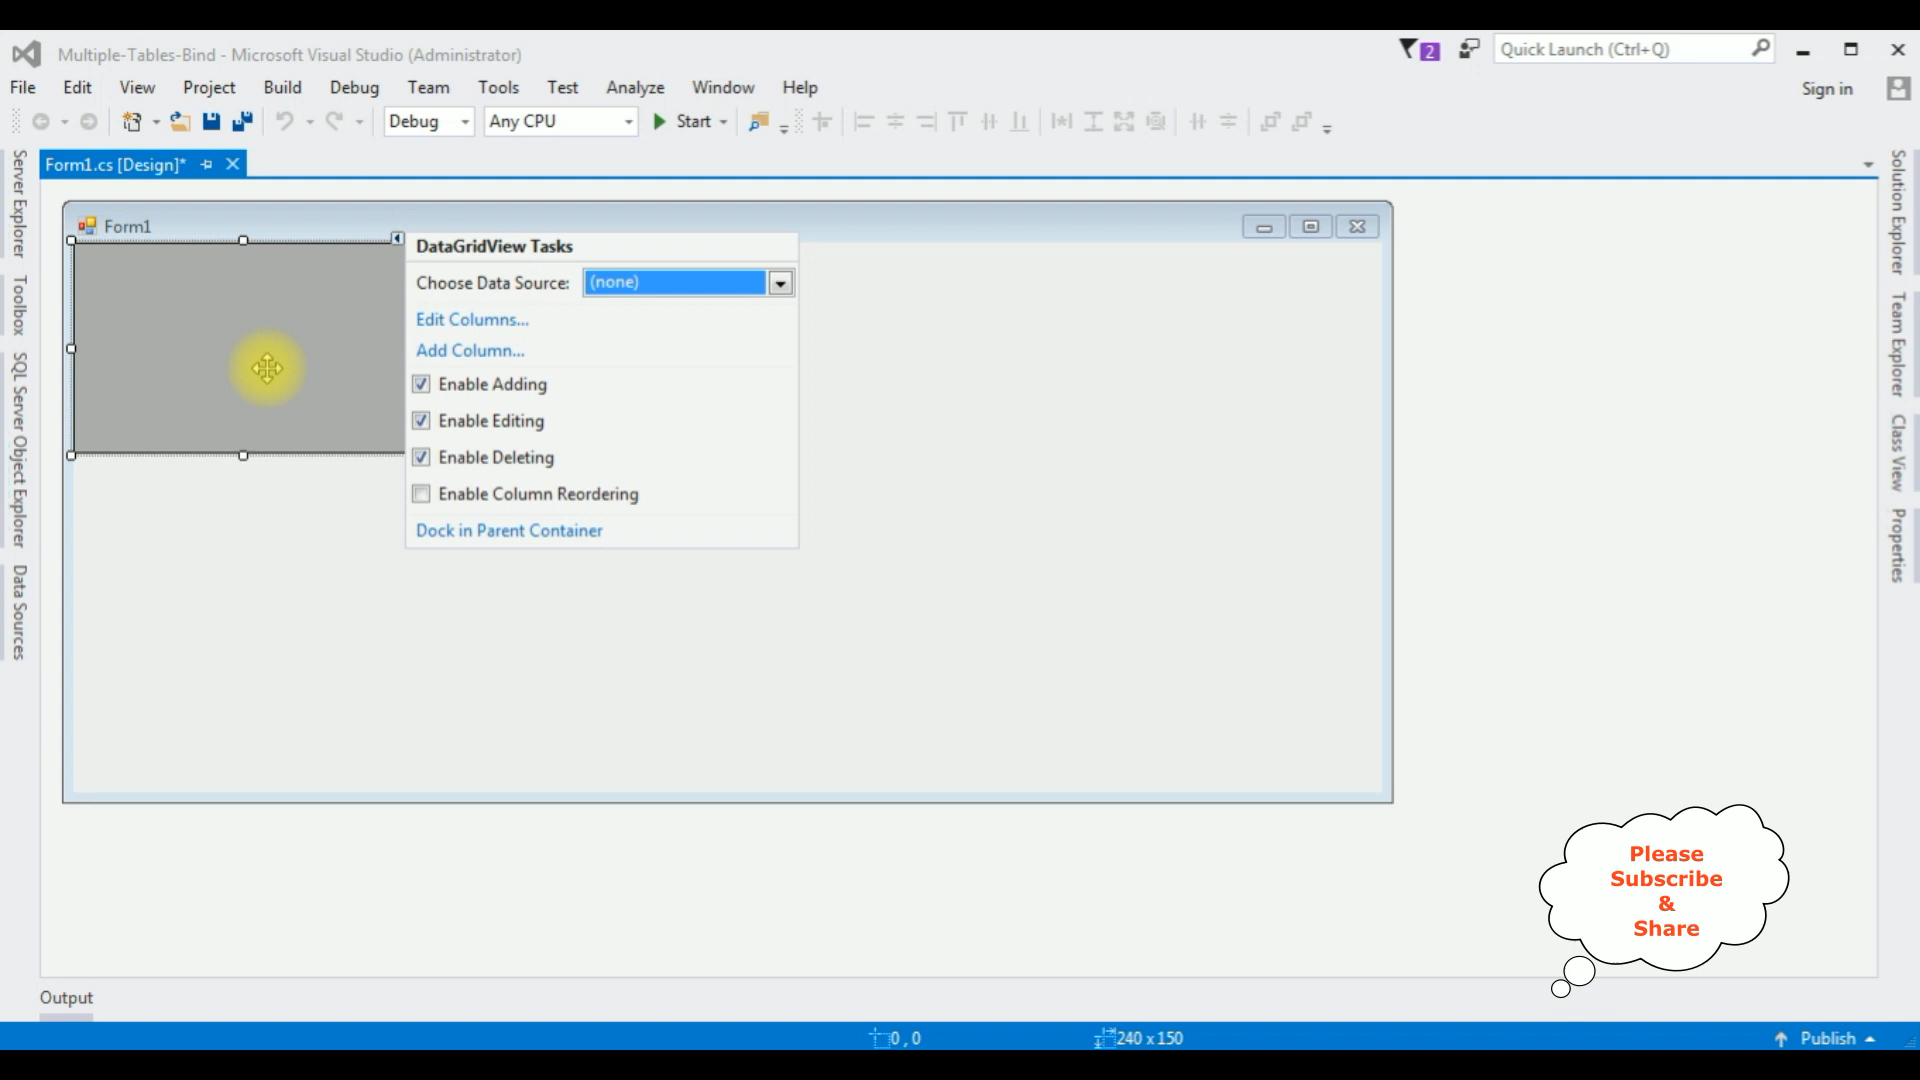 Multiple-Tables-Bind - Microsoft Visual Studio (Administrator)
2
Quick Launch (Ctrl+Q)
File Edit View Project Build Debug Team Tools Test Analyze Window Help
Sign in
Debug Any CPU Start
Form1.cs [Design]*
Server Explorer
Toolbox
SQL Server Object Explorer
Data Sources
Form1
DataGridView Tasks
Choose Data Source: (none)
Edit Columns...
Add Column...
Enable Adding
Enable Editing
Enable Deleting
Enable Column Reordering
Dock in Parent Container
Solution Explorer
Team Explorer
Class View
Properties
Please
Subscribe
&
Share
Output
0 , 0
240 x 150
Publish